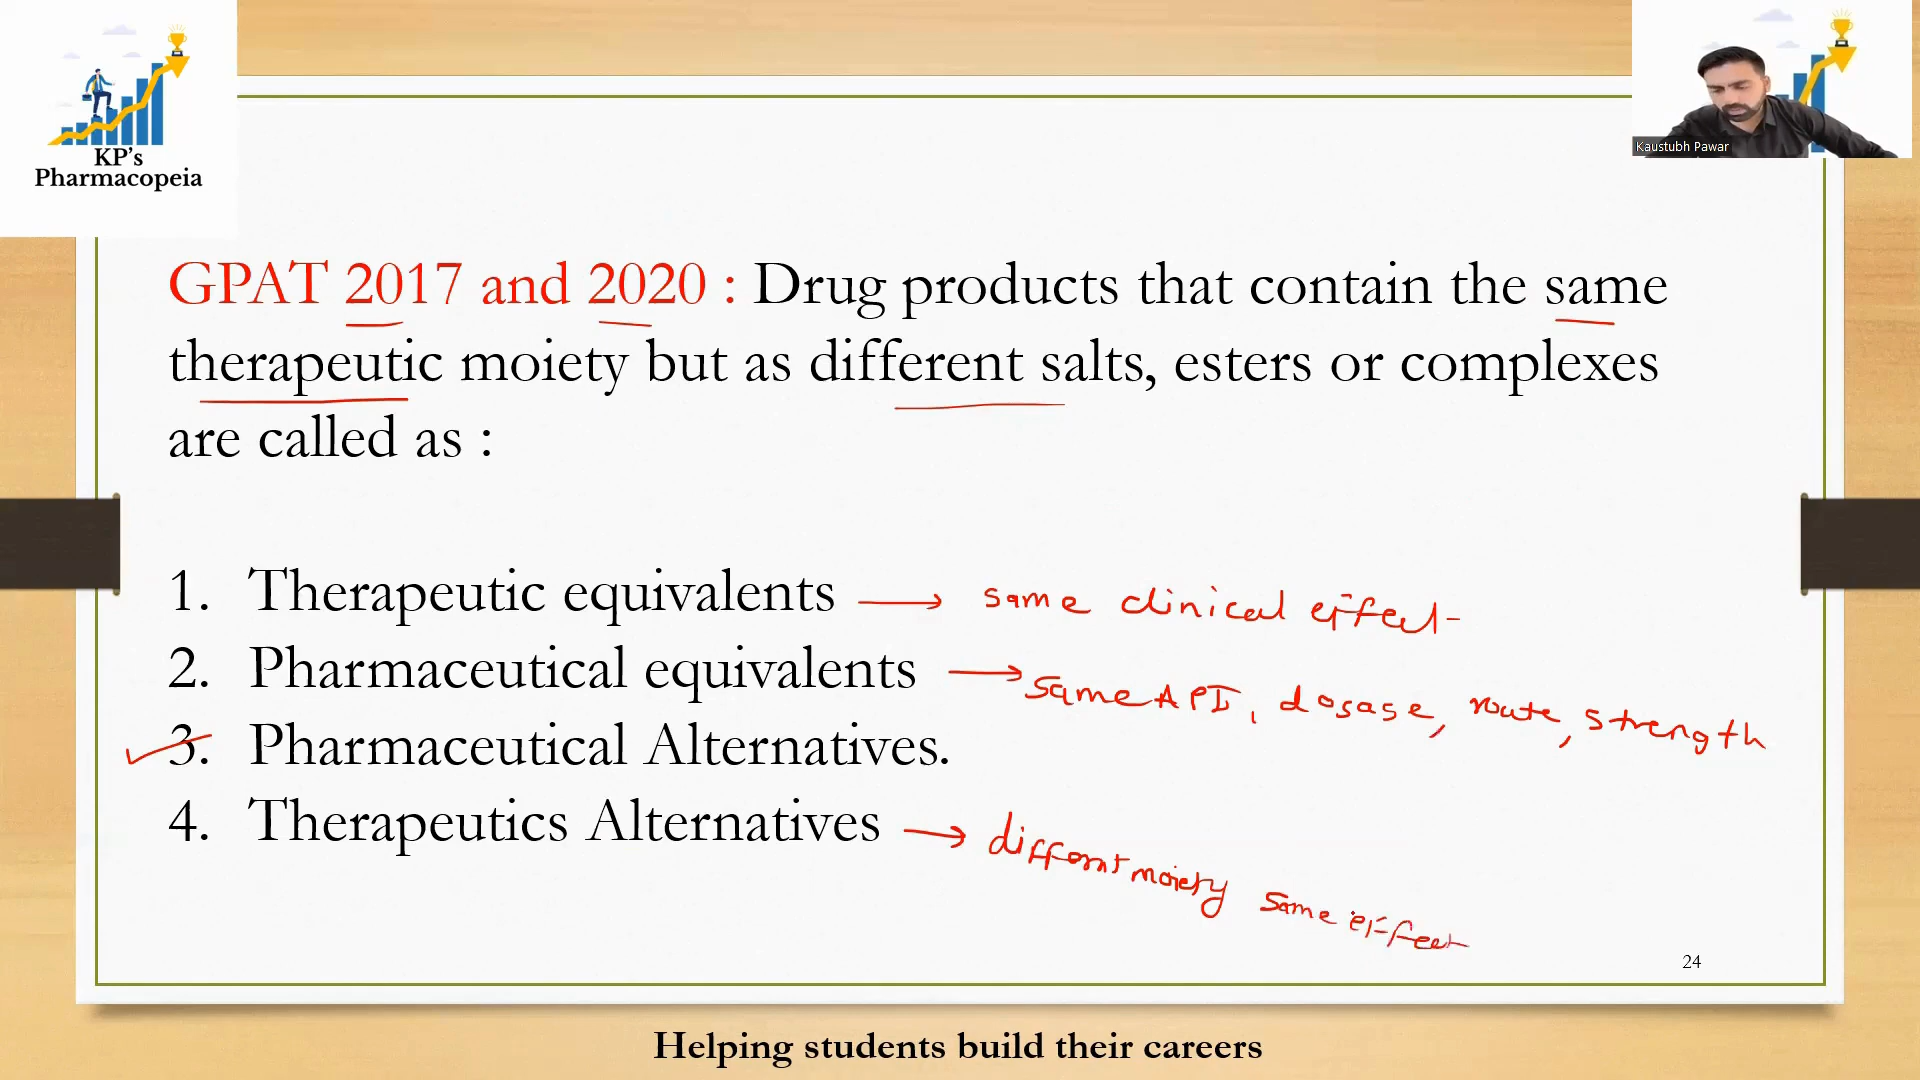 KP's
Pharmacopeia
Kaustubh Pawar
GPAT 2017 and 2020 : Drug products that contain the same
therapeutic moiety but as different salts, esters or complexes
are called as :
1. Therapeutic equivalents → same clinical effect
2. Pharmaceutical equivalents → same API, dosage, route, strength
3. Pharmaceutical Alternatives.
4. Therapeutics Alternatives → different moiety same effect
24
Helping students build their careers